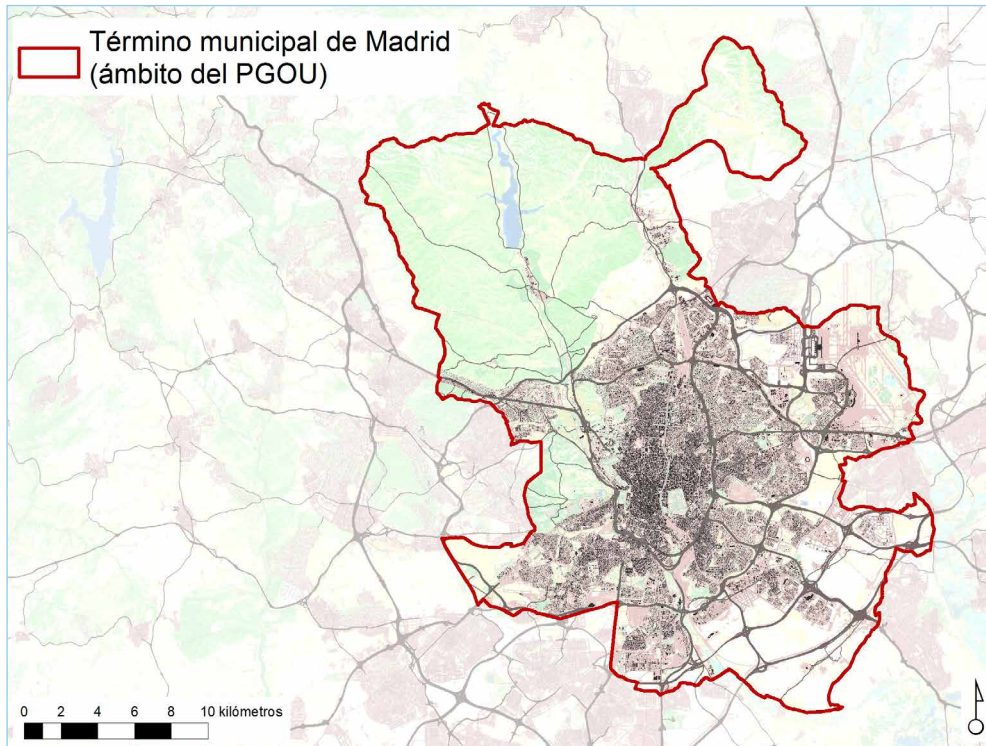 Término municipal de Madrid
(ámbito del PGOU)
0 2 4 6 8 10 kilómetros